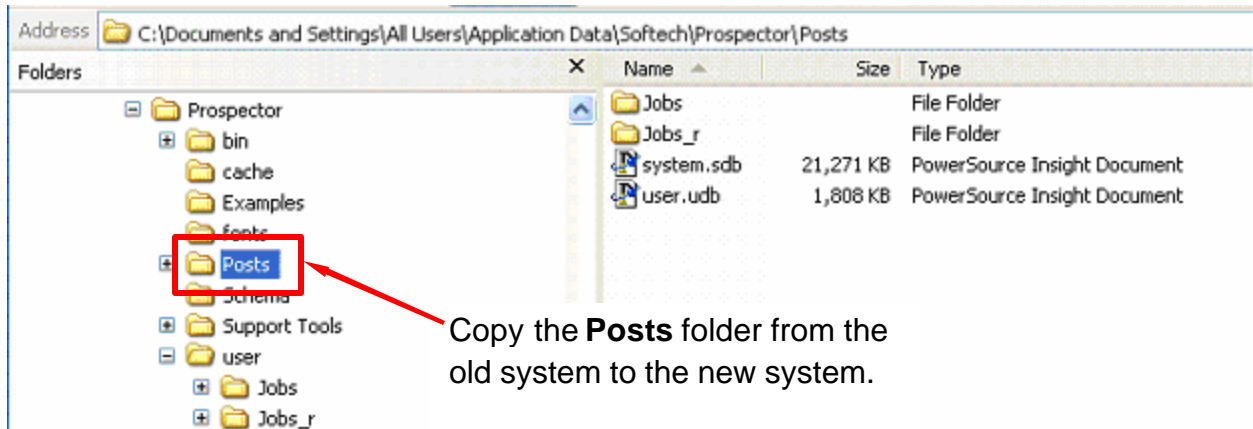 Address C:\Documents and Settings\All Users\Application Data\Softech\Prospector\Posts
Folders
Prospector
bin
cache
Examples
fonts
Posts
Schema
Support Tools
user
Jobs
Jobs_r
Name Size Type
Jobs File Folder
Jobs_r File Folder
system.sdb 21,271 KB PowerSource Insight Document
user.udb 1,808 KB PowerSource Insight Document
Copy the Posts folder from the
old system to the new system.